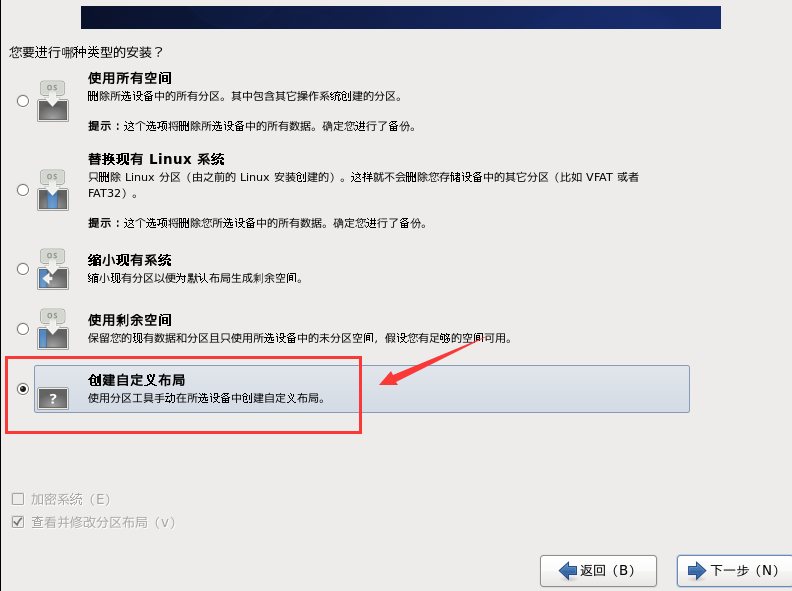 您要进行哪种类型的安装？
OS
使用所有空间
删除所选设备中的所有分区。其中包含其它操作系统创建的分区。
提示：这个选项将删除所选设备中的所有数据。确定您进行了备份。
OS
替换现有 Linux 系统
只删除 Linux 分区（由之前的 Linux 安装创建的）。这样就不会删除您存储设备中的其它分区（比如 VFAT 或者
FAT32）。
提示：这个选项将删除您所选设备中的所有数据。确定您进行了备份。
OS
缩小现有系统
缩小现有分区以便为默认布局生成剩余空间。
OS
使用剩余空间
保留您的现有数据和分区且只使用所选设备中的未分区空间，假设您有足够的空间可用。
?
创建自定义布局
使用分区工具手动在所选设备中创建自定义布局。
加密系统（E）
查看并修改分区布局（v）
返回（B）
下一步（N）